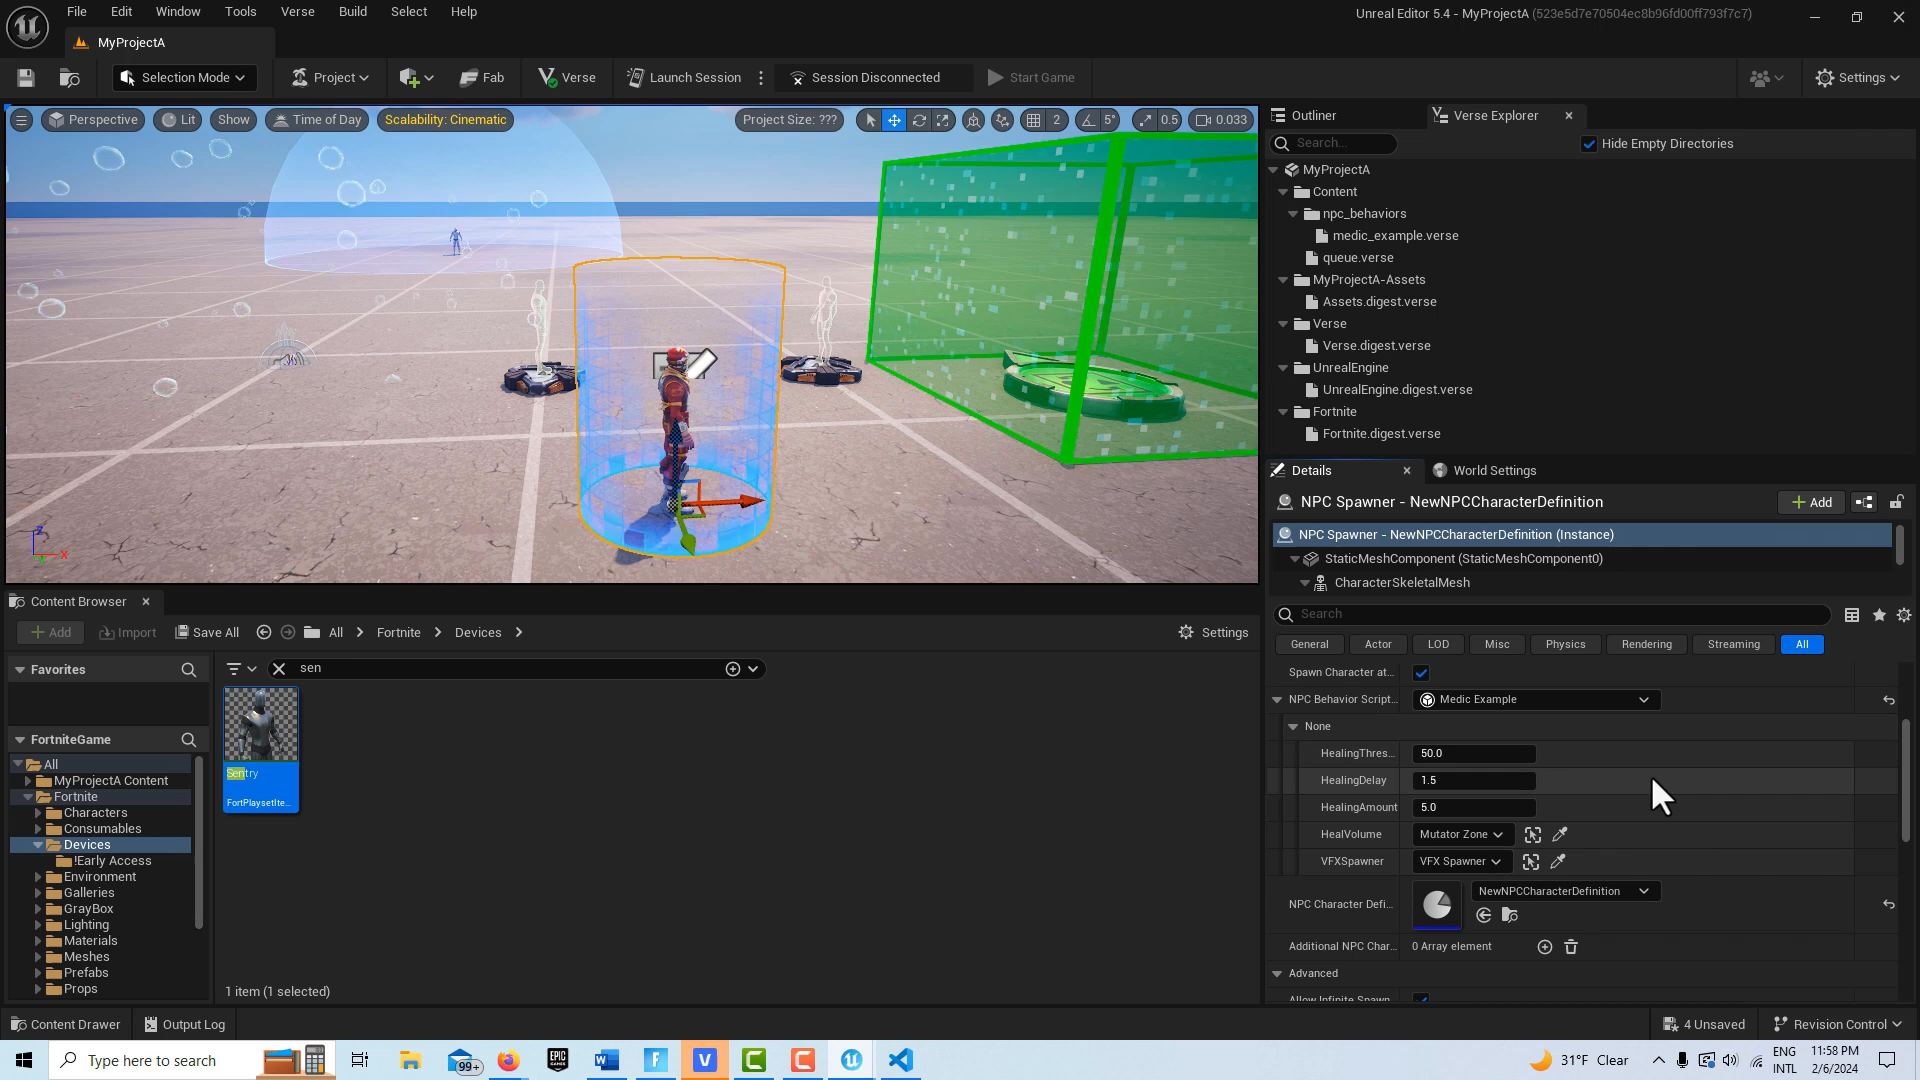 File Edit Window Tools Verse Build Select Help
Unreal Editor 5.4 - MyProjectA (523e5d7e70504ec8b96fd00ff793f7c7)
MyProjectA
Selection Mode Project Fab Verse Launch Session Session Disconnected Start Game Settings
Perspective Lit Show Time of Day Scalability: Cinematic Project Size: ??? 2 5° 0.5 0.033
Z
X
Outliner Verse Explorer
Search... Hide Empty Directories
MyProjectA
Content
npc_behaviors
medic_example.verse
queue.verse
MyProjectA-Assets
Assets.digest.verse
Verse
Verse.digest.verse
UnrealEngine
UnrealEngine.digest.verse
Fortnite
Fortnite.digest.verse
Details World Settings
NPC Spawner - NewNPCCharacterDefinition Add
NPC Spawner - NewNPCCharacterDefinition (Instance)
StaticMeshComponent (StaticMeshComponent0)
CharacterSkeletalMesh
Search
General Actor LOD Misc Physics Rendering Streaming All
Spawn Character at...
NPC Behavior Script... Medic Example
None
HealingThres... 50.0
HealingDelay 1.5
HealingAmount 5.0
HealVolume Mutator Zone
VFXSpawner VFX Spawner
NPC Character Defi... NewNPCCharacterDefinition
Additional NPC Char... 0 Array element
Advanced
Allow Infinite Spawn
Content Browser
Add Import Save All All Fortnite Devices Settings
Favorites
sen
FortniteGame
All
MyProjectA Content
Fortnite
Characters
Consumables
Devices
!Early Access
Environment
Galleries
GrayBox
Lighting
Materials
Meshes
Prefabs
Props
Sentry
FortPlaysetIte...
1 item (1 selected)
Content Drawer Output Log 4 Unsaved Revision Control
Type here to search
99+
31°F Clear
ENG
INTL
11:58 PM
2/6/2024